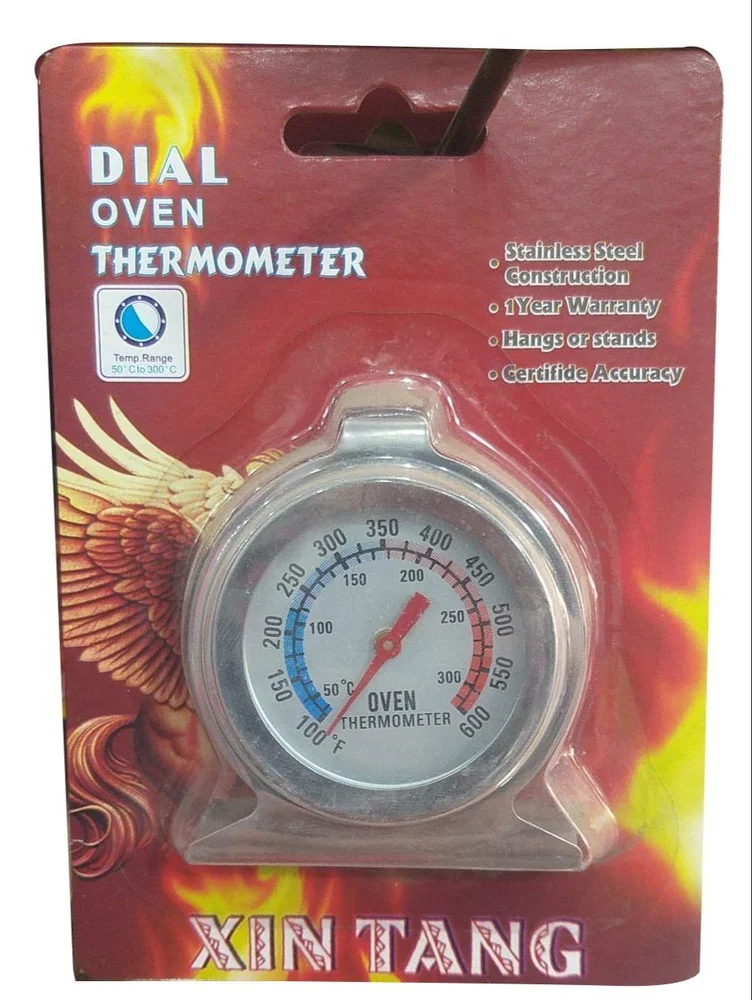 DIAL
OVEN
THERMOMETER
Temp.Range
50°C to 300°C
• Stainless Steel
Construction
• 1Year Warranty
• Hangs or stands
• Certifide Accuracy
100°F 150 200 250 300 350 400 450 500 550 600
50°C 100 150 200 250 300
OVEN
THERMOMETER
XIN TANG